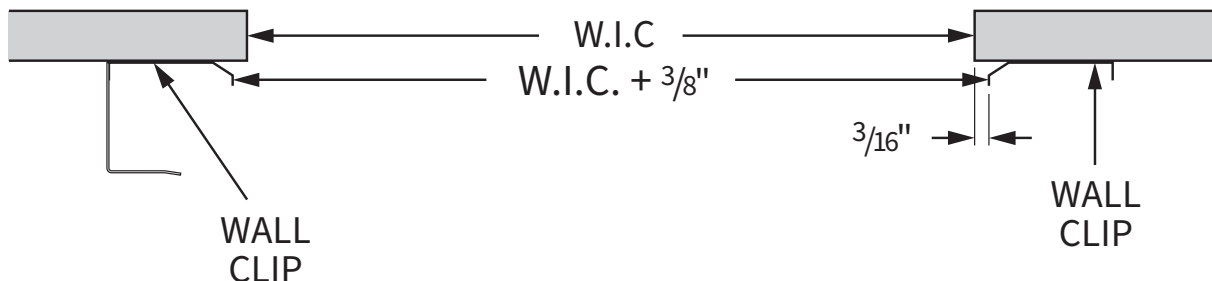 W.I.C
W.I.C. + 3/8"
3/16"
WALL
CLIP
WALL
CLIP